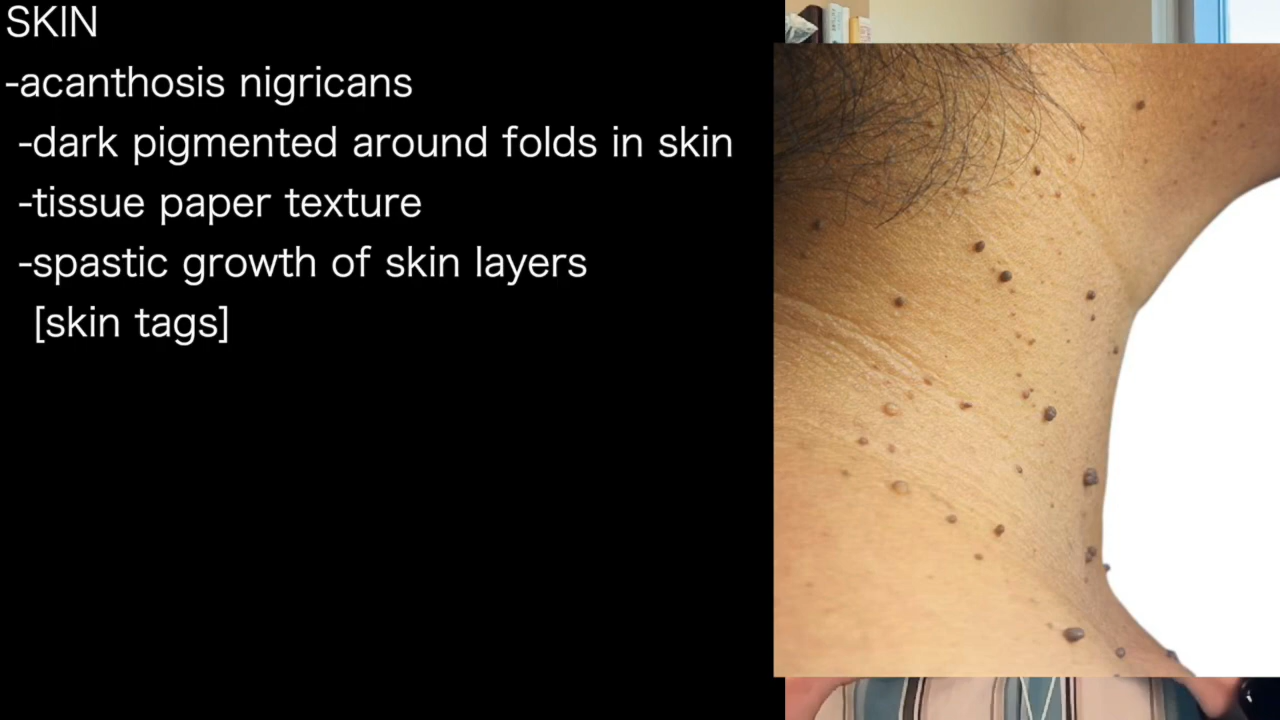 SKIN
-acanthosis nigricans
-dark pigmented around folds in skin
-tissue paper texture
-spastic growth of skin layers
[skin tags]